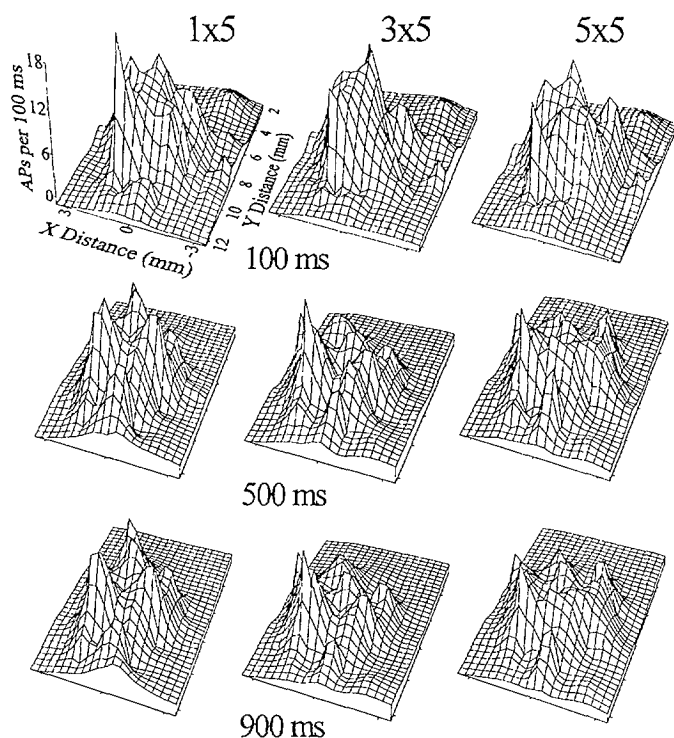 1x5 3x5 5x5
18
12
6
0
APs per 100 ms
3 0 -3
X Distance (mm)
12 10 8 6 4 2
Y Distance (mm)
100 ms
500 ms
900 ms